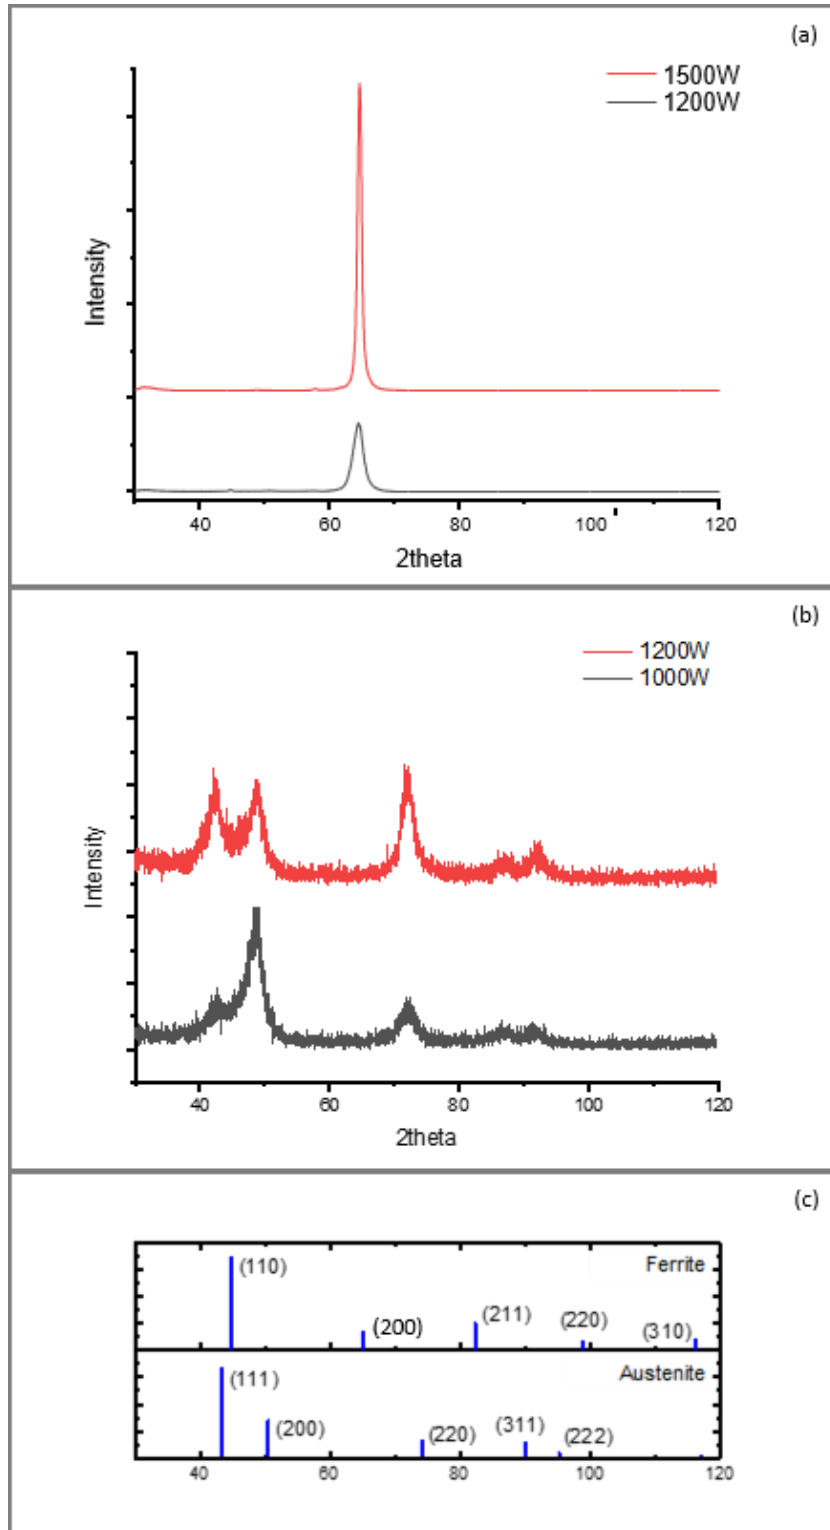 (a)
1500W
1200W
Intensity
40 60 80 100 120
2theta
(b)
1200W
1000W
Intensity
40 60 80 100 120
2theta
(c)
Ferrite
(110)
(200)
(211)
(220)
(310)
Austenite
(111)
(200)
(220)
(311)
(222)
40 60 80 100 120